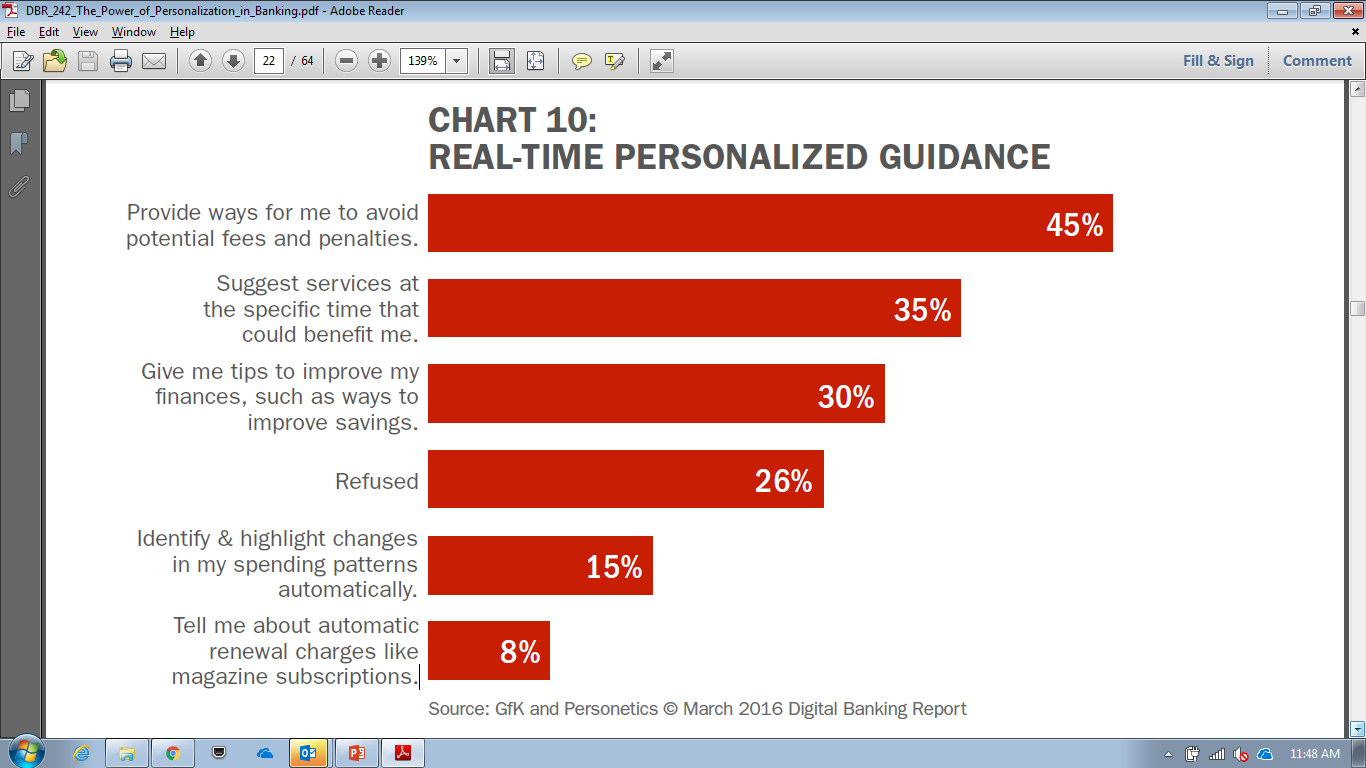 DBR_242_The_Power_of_Personalization_in_Banking.pdf - Adobe Reader
File Edit View Window Help
22 / 64 139% Fill & Sign Comment
CHART 10:
REAL-TIME PERSONALIZED GUIDANCE
Provide ways for me to avoid
potential fees and penalties.
45%
Suggest services at
the specific time that
could benefit me.
35%
Give me tips to improve my
finances, such as ways to
improve savings.
30%
Refused
26%
Identify & highlight changes
in my spending patterns
automatically.
15%
Tell me about automatic
renewal charges like
magazine subscriptions.
8%
Source: GfK and Personetics © March 2016 Digital Banking Report
11:48 AM